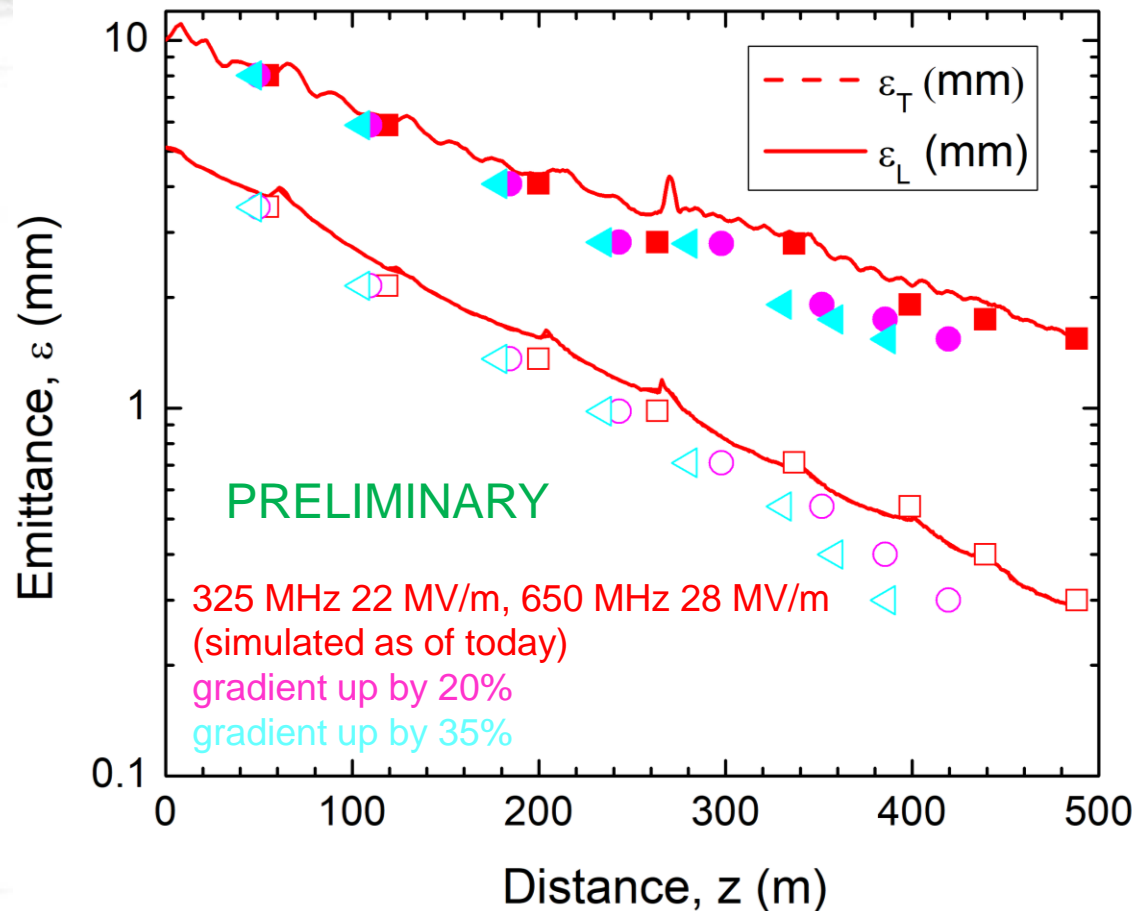 10
1
0.1
Emittance, ε (mm)
ε_T (mm)
ε_L (mm)
PRELIMINARY
325 MHz 22 MV/m, 650 MHz 28 MV/m
(simulated as of today)
gradient up by 20%
gradient up by 35%
0 100 200 300 400 500
Distance, z (m)